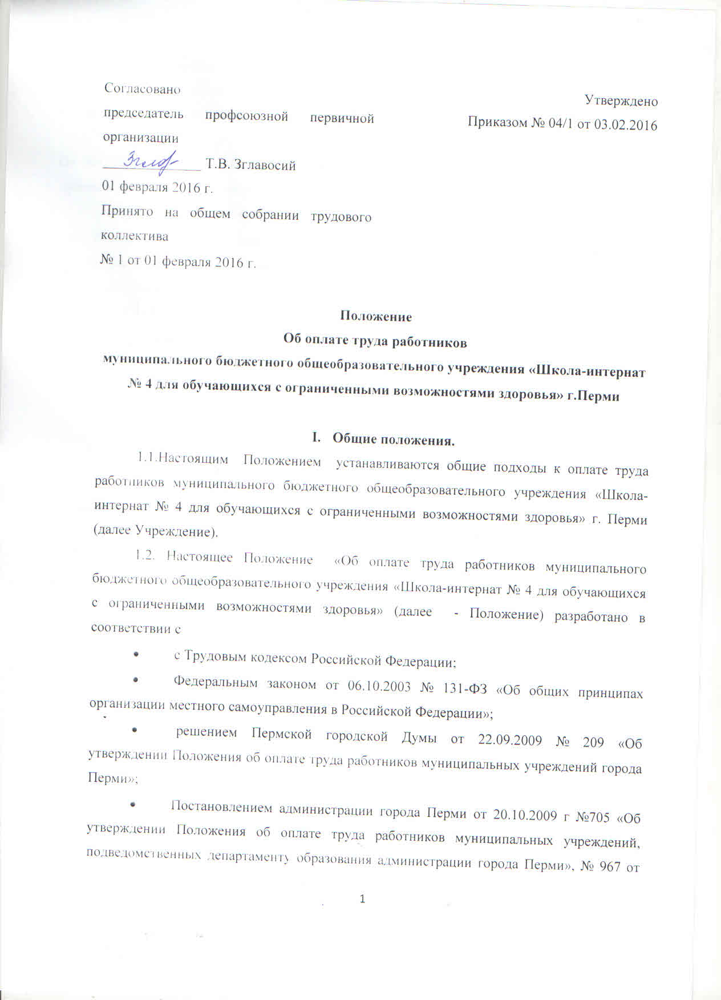 Согласовано
председатель профсоюзной первичной
организации
Т.В. Зглавосий
01 февраля 2016 г.
Принято на общем собрании трудового
коллектива
№ 1 от 01 февраля 2016 г.
Утверждено
Приказом № 04/1 от 03.02.2016
Положение
Об оплате труда работников
муниципального бюджетного общеобразовательного учреждения «Школа-интернат
№ 4 для обучающихся с ограниченными возможностями здоровья» г.Перми
I. Общие положения.
1.1.Настоящим Положением устанавливаются общие подходы к оплате труда
работников муниципального бюджетного общеобразовательного учреждения «Школа-
интернат № 4 для обучающихся с ограниченными возможностями здоровья» г. Перми
(далее Учреждение).
1.2. Настоящее Положение «Об оплате труда работников муниципального
бюджетного общеобразовательного учреждения «Школа-интернат № 4 для обучающихся
с ограниченными возможностями здоровья» (далее - Положение) разработано в
соответствии с
• с Трудовым кодексом Российской Федерации;
• Федеральным законом от 06.10.2003 № 131-ФЗ «Об общих принципах
организации местного самоуправления в Российской Федерации»;
• решением Пермской городской Думы от 22.09.2009 № 209 «Об
утверждении Положения об оплате труда работников муниципальных учреждений города
Перми»;
• Постановлением администрации города Перми от 20.10.2009 г №705 «Об
утверждении Положения об оплате труда работников муниципальных учреждений,
подведомственных департаменту образования администрации города Перми», № 967 от
1